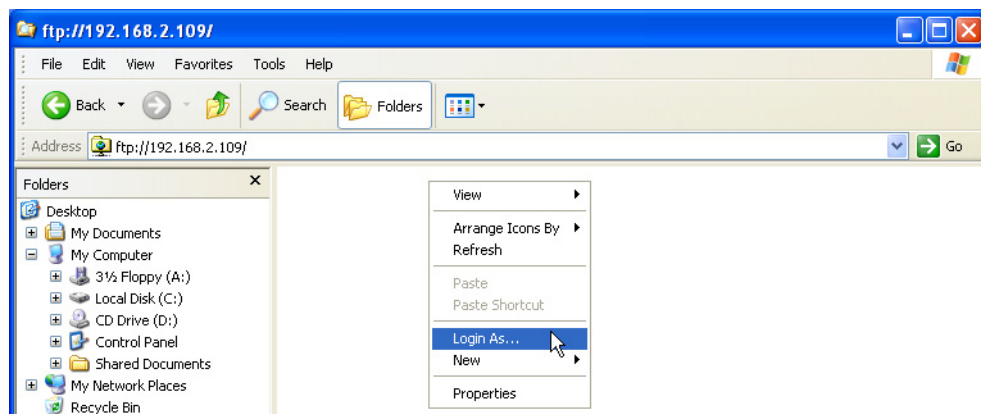 ftp://192.168.2.109/
File Edit View Favorites Tools Help
Back Search Folders
Address ftp://192.168.2.109/ Go
Folders
Desktop
My Documents
My Computer
3½ Floppy (A:)
Local Disk (C:)
CD Drive (D:)
Control Panel
Shared Documents
My Network Places
Recycle Bin
View
Arrange Icons By
Refresh
Paste
Paste Shortcut
Login As...
New
Properties